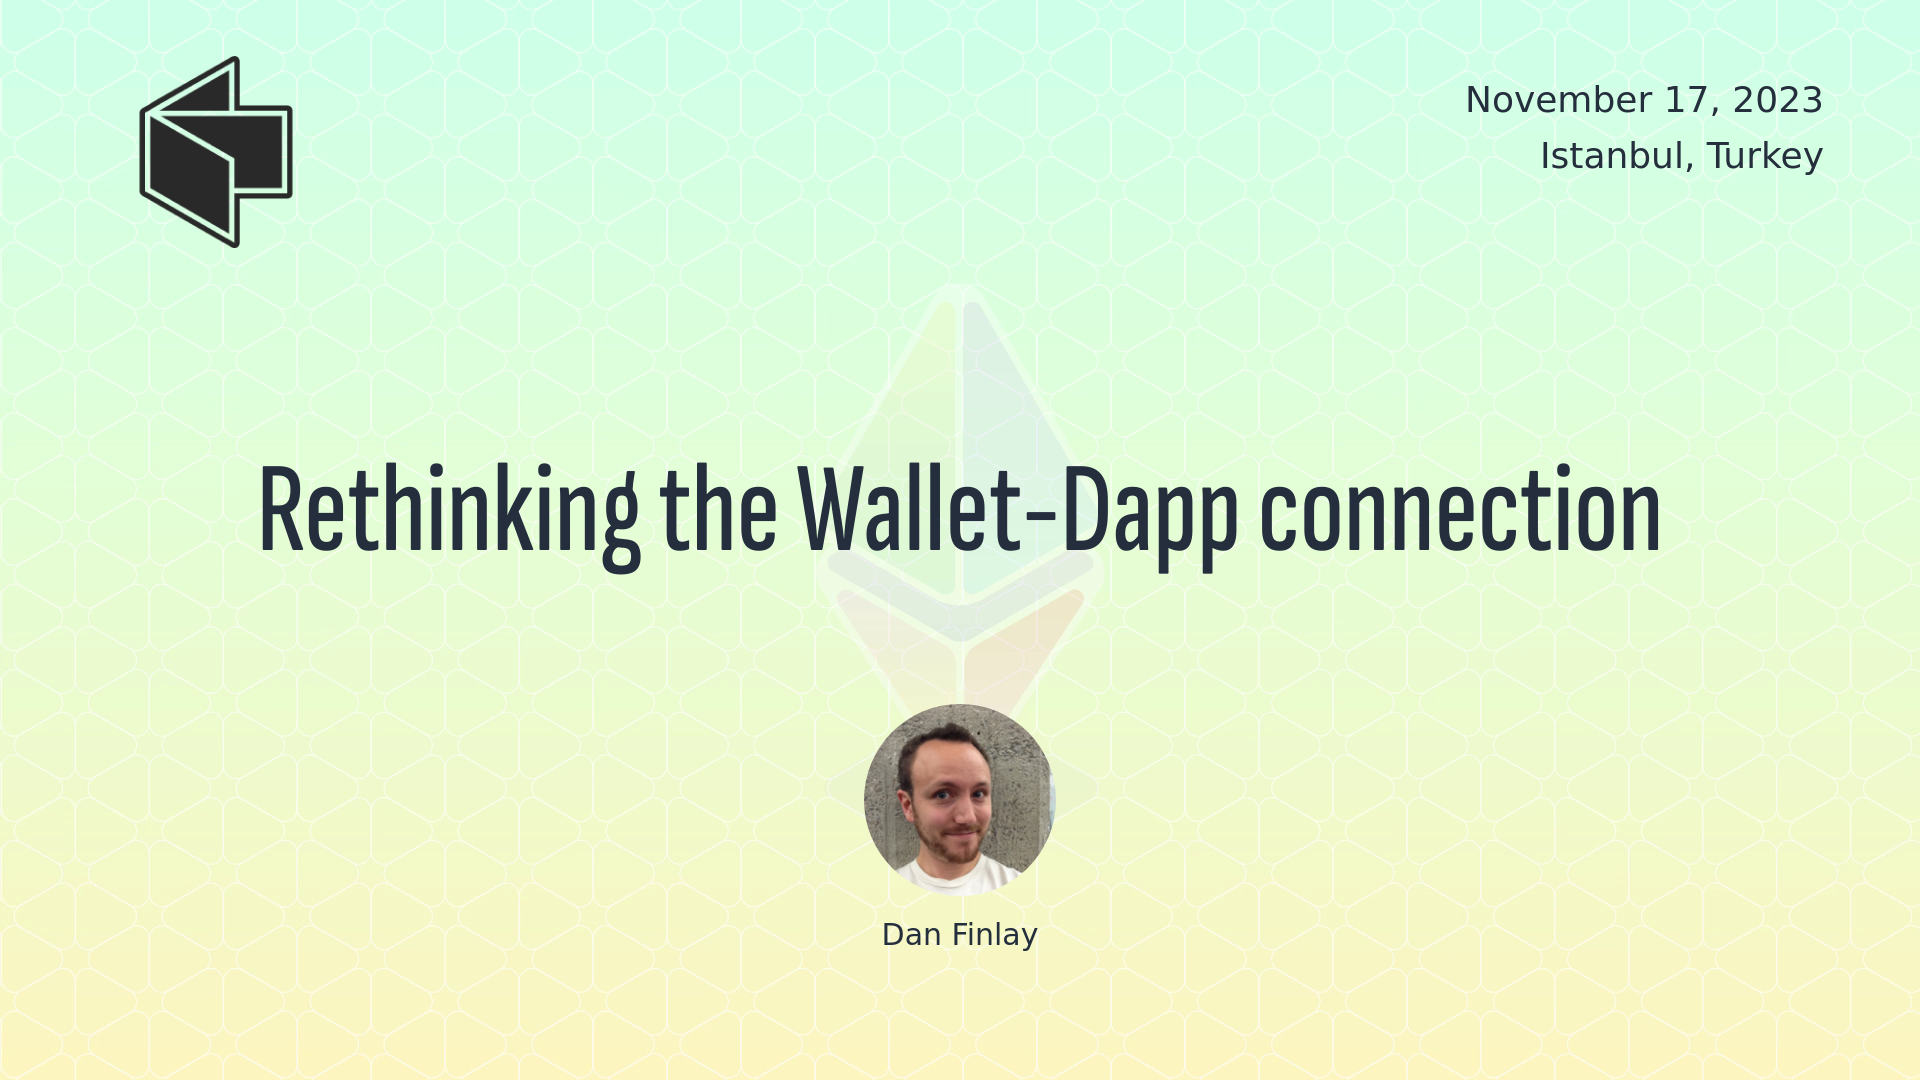 November 17, 2023
Istanbul, Turkey
Rethinking the Wallet-Dapp connection
Dan Finlay